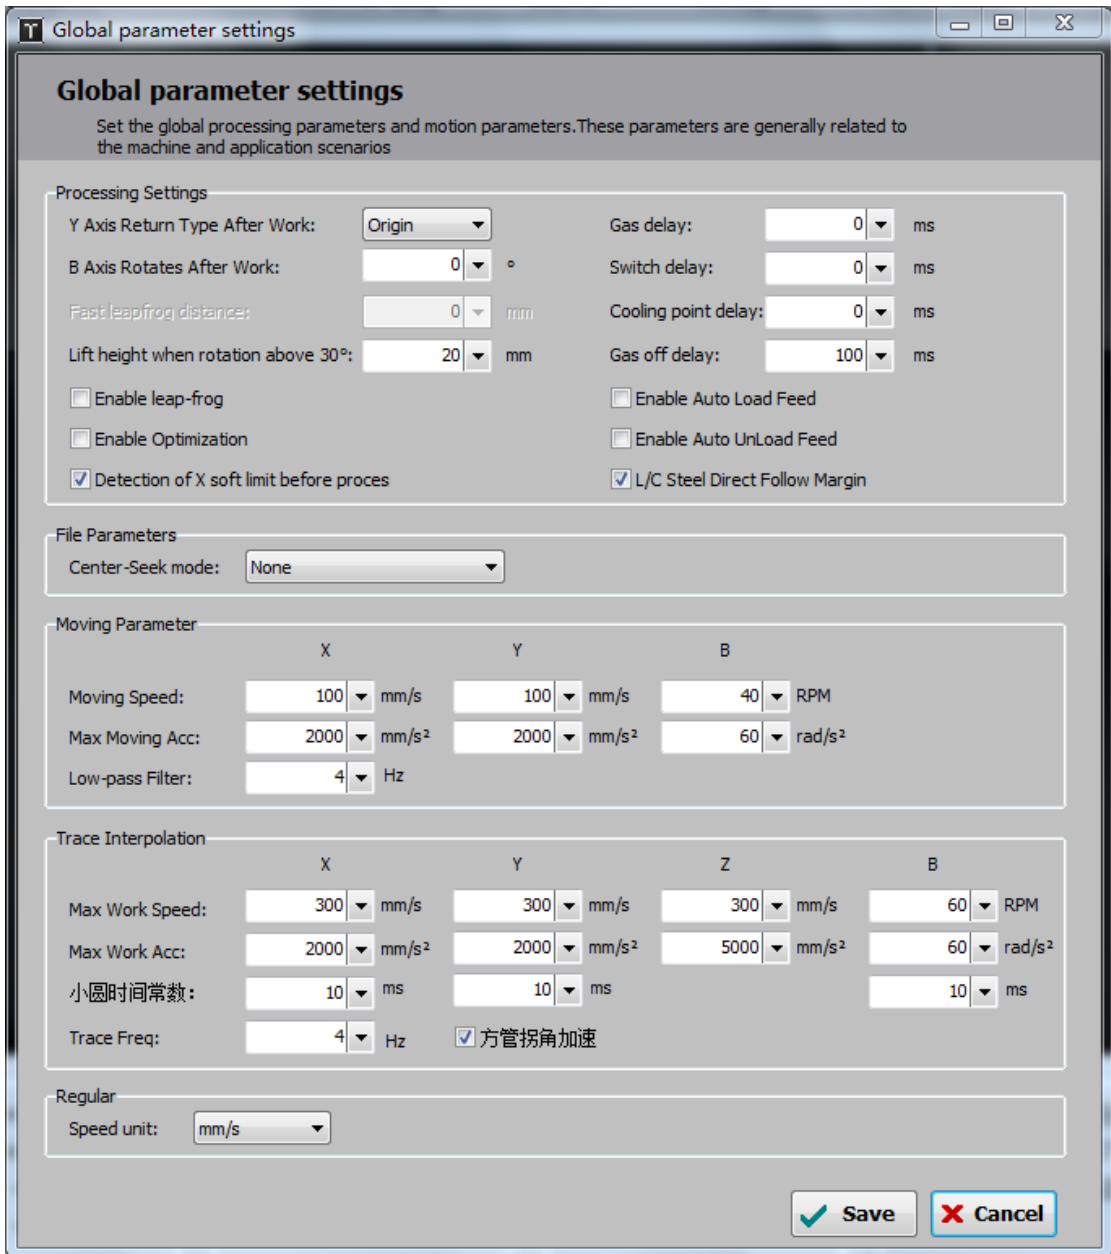 Global parameter settings
Global parameter settings
Set the global processing parameters and motion parameters.These parameters are generally related to
the machine and application scenarios
Processing Settings
Y Axis Return Type After Work: Origin Gas delay: 0 ms
B Axis Rotates After Work: 0 ° Switch delay: 0 ms
Fast leapfrog distance: 0 mm Cooling point delay: 0 ms
Lift height when rotation above 30°: 20 mm Gas off delay: 100 ms
Enable leap-frog Enable Auto Load Feed
Enable Optimization Enable Auto UnLoad Feed
Detection of X soft limit before proces L/C Steel Direct Follow Margin
File Parameters
Center-Seek mode: None
Moving Parameter
X Y B
Moving Speed: 100 mm/s 100 mm/s 40 RPM
Max Moving Acc: 2000 mm/s² 2000 mm/s² 60 rad/s²
Low-pass Filter: 4 Hz
Trace Interpolation
X Y Z B
Max Work Speed: 300 mm/s 300 mm/s 300 mm/s 60 RPM
Max Work Acc: 2000 mm/s² 2000 mm/s² 5000 mm/s² 60 rad/s²
小圆时间常数: 10 ms 10 ms 10 ms
Trace Freq: 4 Hz 方管拐角加速
Regular
Speed unit: mm/s
Save Cancel